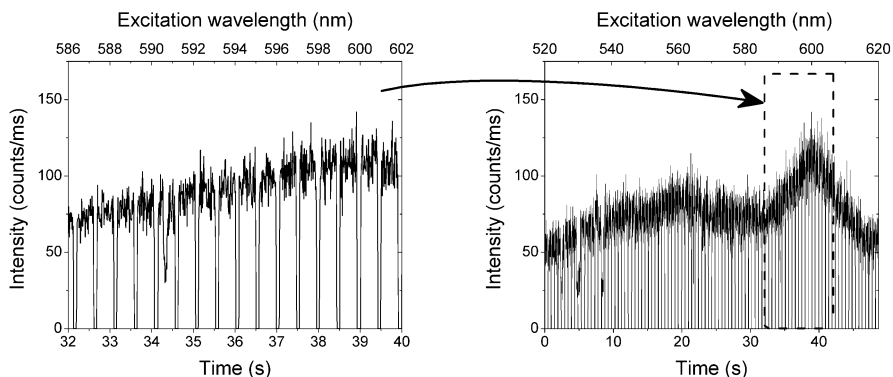 Excitation wavelength (nm)
586 588 590 592 594 596 598 600 602
150
100
50
0
Intensity (counts/ms)
32 33 34 35 36 37 38 39 40
Time (s)
Excitation wavelength (nm)
520 540 560 580 600 620
150
100
50
0
Intensity (counts/ms)
0 10 20 30 40
Time (s)